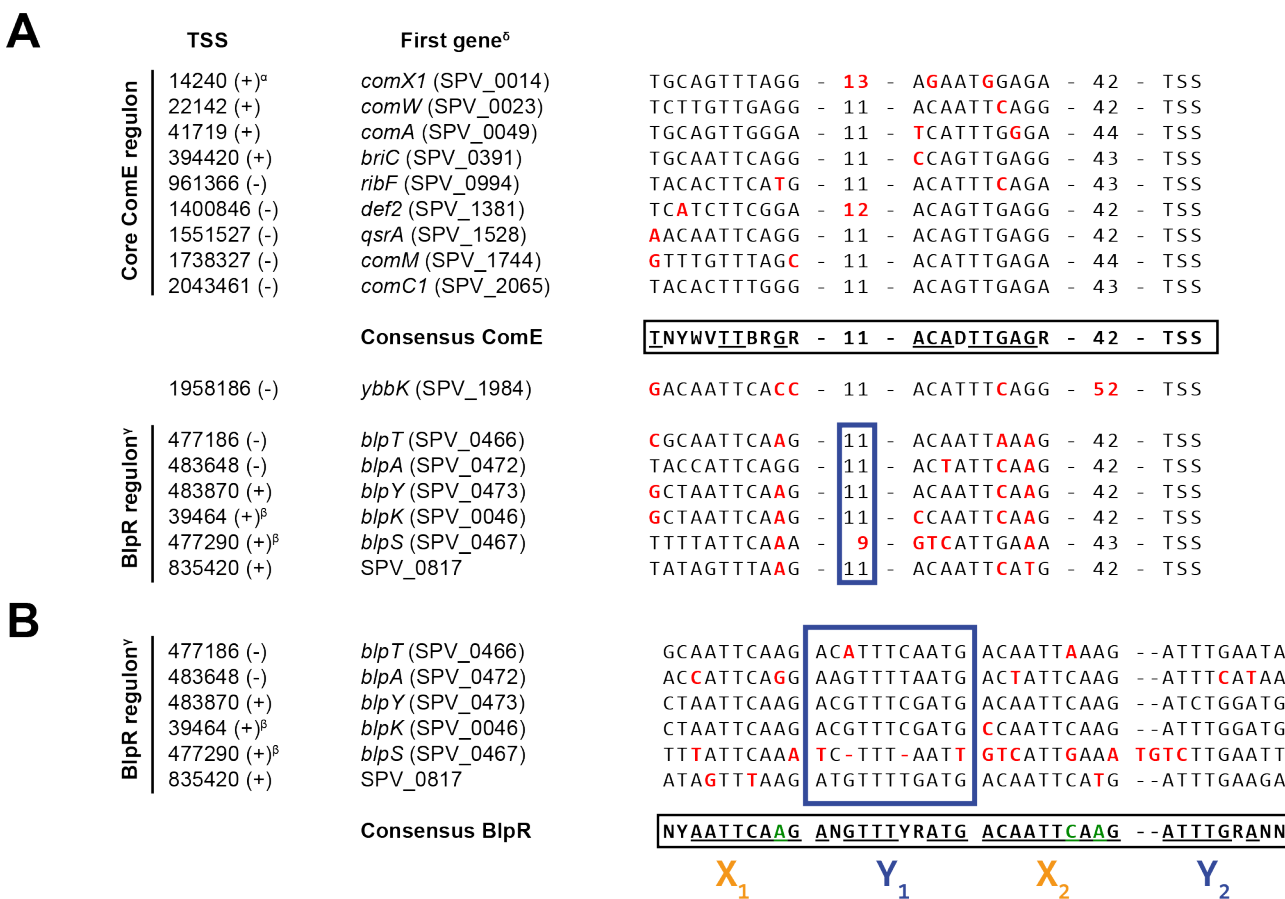 A
TSS First geneδ
Core ComE regulon
14240 (+)α comX1 (SPV_0014) TGCAGTTTAGG - 13 - AGAATGGAGA - 42 - TSS
22142 (+) comW (SPV_0023) TCTTGTTGAGG - 11 - ACAATTCAGG - 42 - TSS
41719 (+) comA (SPV_0049) TGCAGTTGGGA - 11 - TCATTTGGGA - 44 - TSS
394420 (+) briC (SPV_0391) TGCAATTCAGG - 11 - CCAGTTGAGG - 43 - TSS
961366 (-) ribF (SPV_0994) TACACTTCATG - 11 - ACATTTCAGA - 43 - TSS
1400846 (-) def2 (SPV_1381) TCATCTTCGGA - 12 - ACAGTTGAGG - 42 - TSS
1551527 (-) qsrA (SPV_1528) AACAATTCAGG - 11 - ACAGTTGAGG - 42 - TSS
1738327 (-) comM (SPV_1744) GTTTGTTTAGC - 11 - ACATTTGAGA - 44 - TSS
2043461 (-) comC1 (SPV_2065) TACACTTTGGG - 11 - ACAGTTGAGA - 43 - TSS
Consensus ComE TNYWVTTBRGR - 11 - ACADTTGAGR - 42 - TSS
1958186 (-) ybbK (SPV_1984) GACAATTCACC - 11 - ACATTTCAGG - 52 - TSS
BlpR regulonγ
477186 (-) blpT (SPV_0466) CGCAATTCAAG - 11 - ACAATTAAAG - 42 - TSS
483648 (-) blpA (SPV_0472) TACCATTCAGG - 11 - ACTATTCAAG - 42 - TSS
483870 (+) blpY (SPV_0473) GCTAATTCAAG - 11 - ACAATTCAAG - 42 - TSS
39464 (+)β blpK (SPV_0046) GCTAATTCAAG - 11 - CCAATTCAAG - 42 - TSS
477290 (+)β blpS (SPV_0467) TTTTATTCAAA - 9 - GTCATTGAAA - 43 - TSS
835420 (+) SPV_0817 TATAGTTTAAG - 11 - ACAATTCATG - 42 - TSS
B
BlpR regulonγ
477186 (-) blpT (SPV_0466) GCAATTCAAG ACATTTCAATG ACAATTAAAG --ATTTGAATA
483648 (-) blpA (SPV_0472) ACCATTCAGG AAGTTTTAATG ACTATTCAAG --ATTTCATAA
483870 (+) blpY (SPV_0473) CTAATTCAAG ACGTTTCGATG ACAATTCAAG --ATCTGGATG
39464 (+)β blpK (SPV_0046) CTAATTCAAG ACGTTTCGATG CCAATTCAAG --ATTTGGATG
477290 (+)β blpS (SPV_0467) TTTATTCAAA TC-TTT-AATT GTCATTGAAA TGTCTTGAATT
835420 (+) SPV_0817 ATAGTTTAAG ATGTTTTGATG ACAATTCATG --ATTTGAAGA
Consensus BlpR NYAATTCAAG ANGTTTYRATG ACAATTCAAG --ATTTGRANN
X1 Y1 X2 Y2